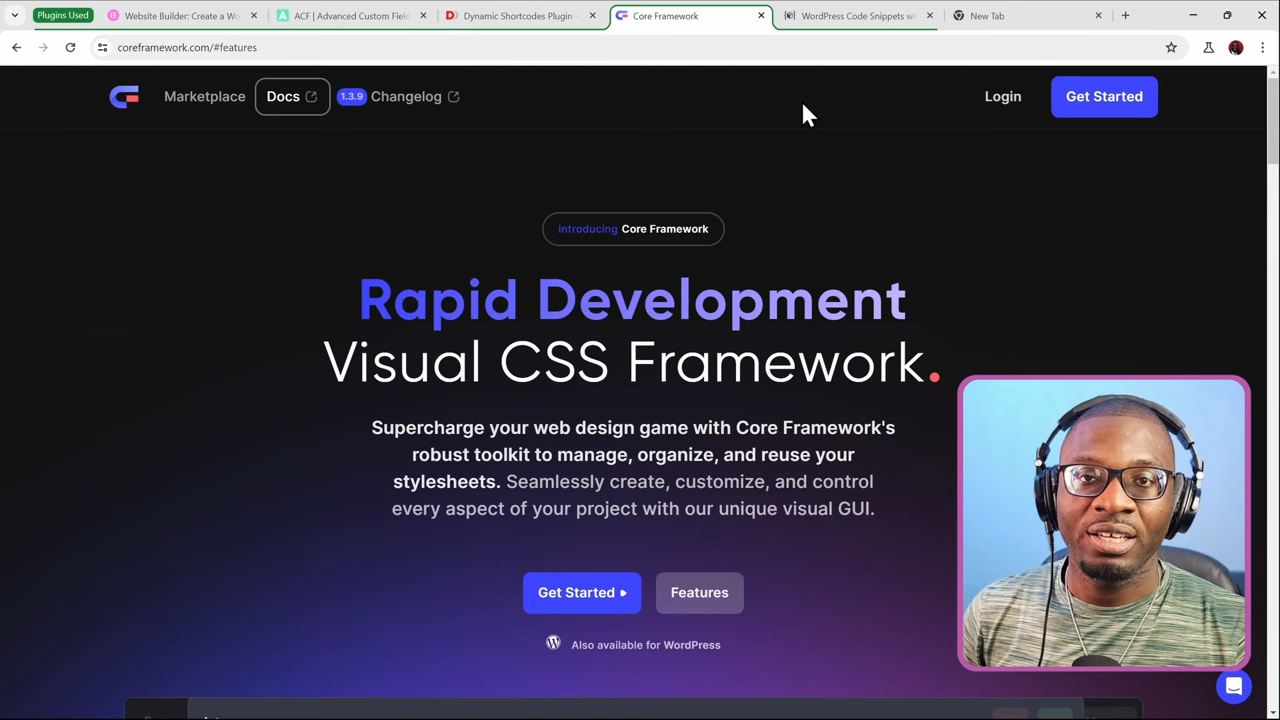 Plugins Used
Website Builder: Create a Wo
ACF | Advanced Custom Field
Dynamic Shortcodes Plugin -
Core Framework
WordPress Code Snippets wi
New Tab
coreframework.com/#features
Marketplace
Docs
1.3.9 Changelog
Login
Get Started
Introducing Core Framework
Rapid Development
Visual CSS Framework.
Supercharge your web design game with Core Framework's
robust toolkit to manage, organize, and reuse your
stylesheets. Seamlessly create, customize, and control
every aspect of your project with our unique visual GUI.
Get Started
Features
Also available for WordPress